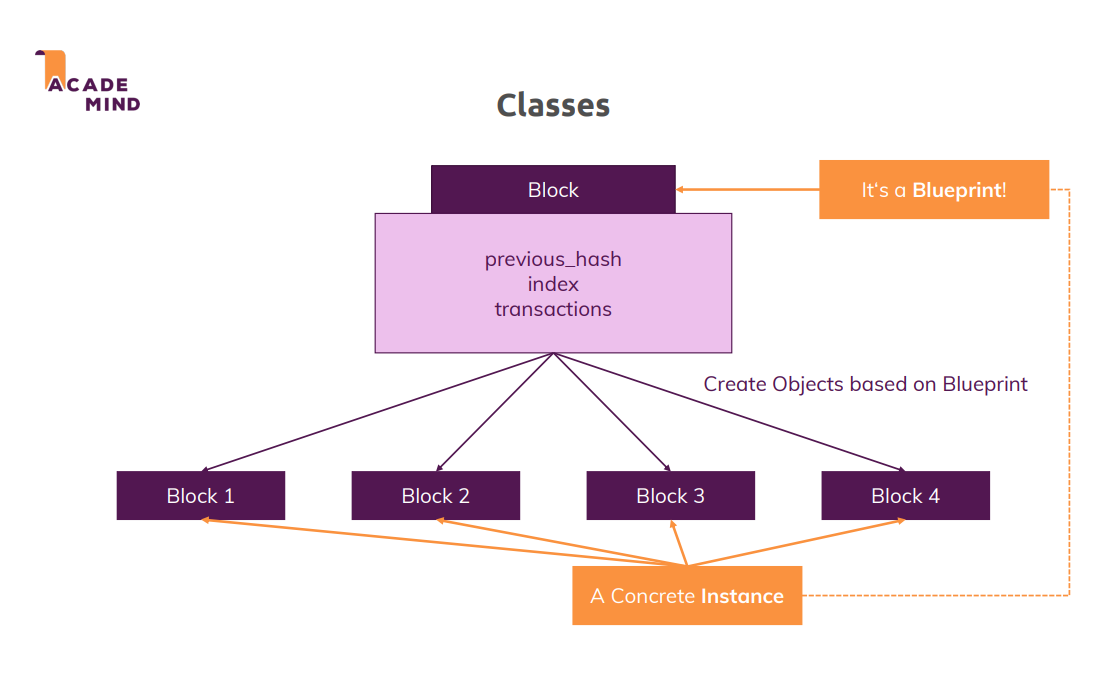 ACADE
MIND
Classes
Block
It‘s a Blueprint!
previous_hash
index
transactions
Create Objects based on Blueprint
Block 1
Block 2
Block 3
Block 4
A Concrete Instance